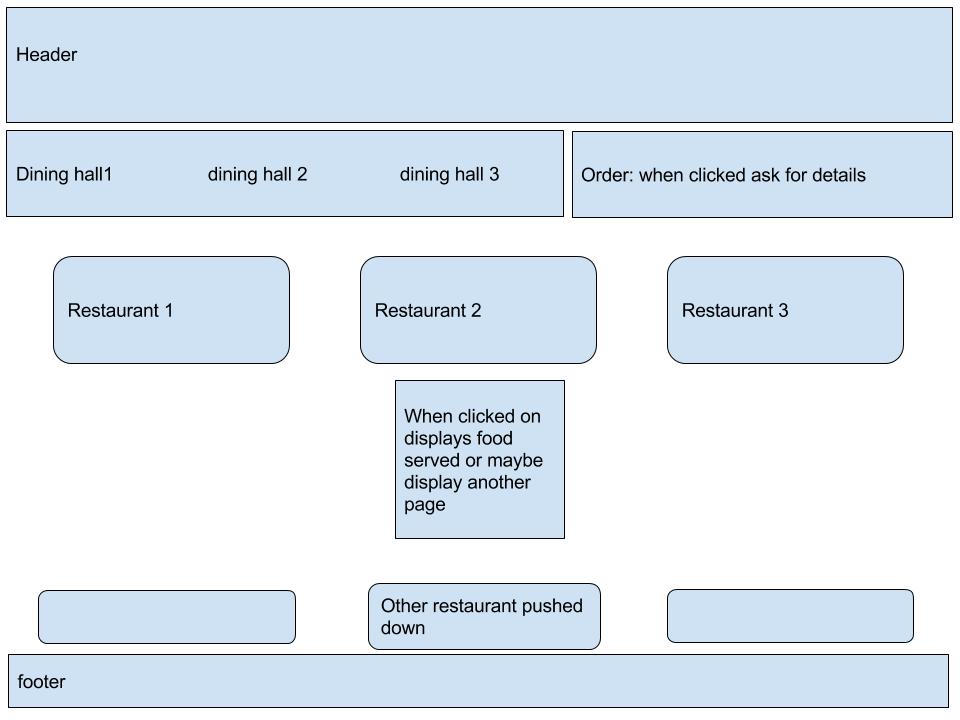 Header
Dining hall1 dining hall 2 dining hall 3
Order: when clicked ask for details
Restaurant 1
Restaurant 2
Restaurant 3
When clicked on
displays food
served or maybe
display another
page
Other restaurant pushed
down
footer